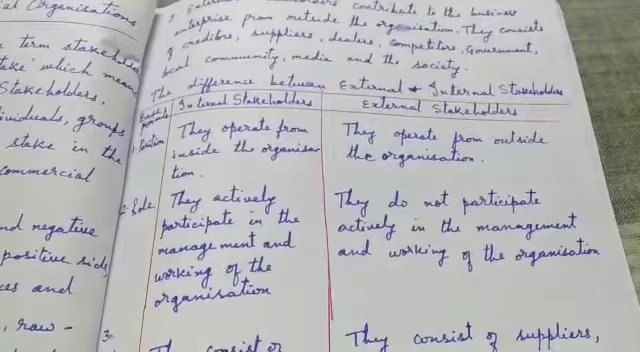 al Organisations
term stakeholder
take' which means
Stakeholders,
ividuals, groups
stake in the
commercial
nd negative
positive side,
ces and
, raw -
contribute to the business
enterprise from outside the organisation. They consists
of creditors, suppliers, dealers, Competitors, Government,
local community, media and the society.
The difference between External & Internal Stakeholders
Internal Stakeholders External Stakeholders
1. Position They operate from They operate from outside
inside the organisa the organisation.
tion.
2. Role They actively They do not participate
participate in the actively in the management
management and and working of the organisation
working of the
organisation
3.
They consist of They consist of suppliers,